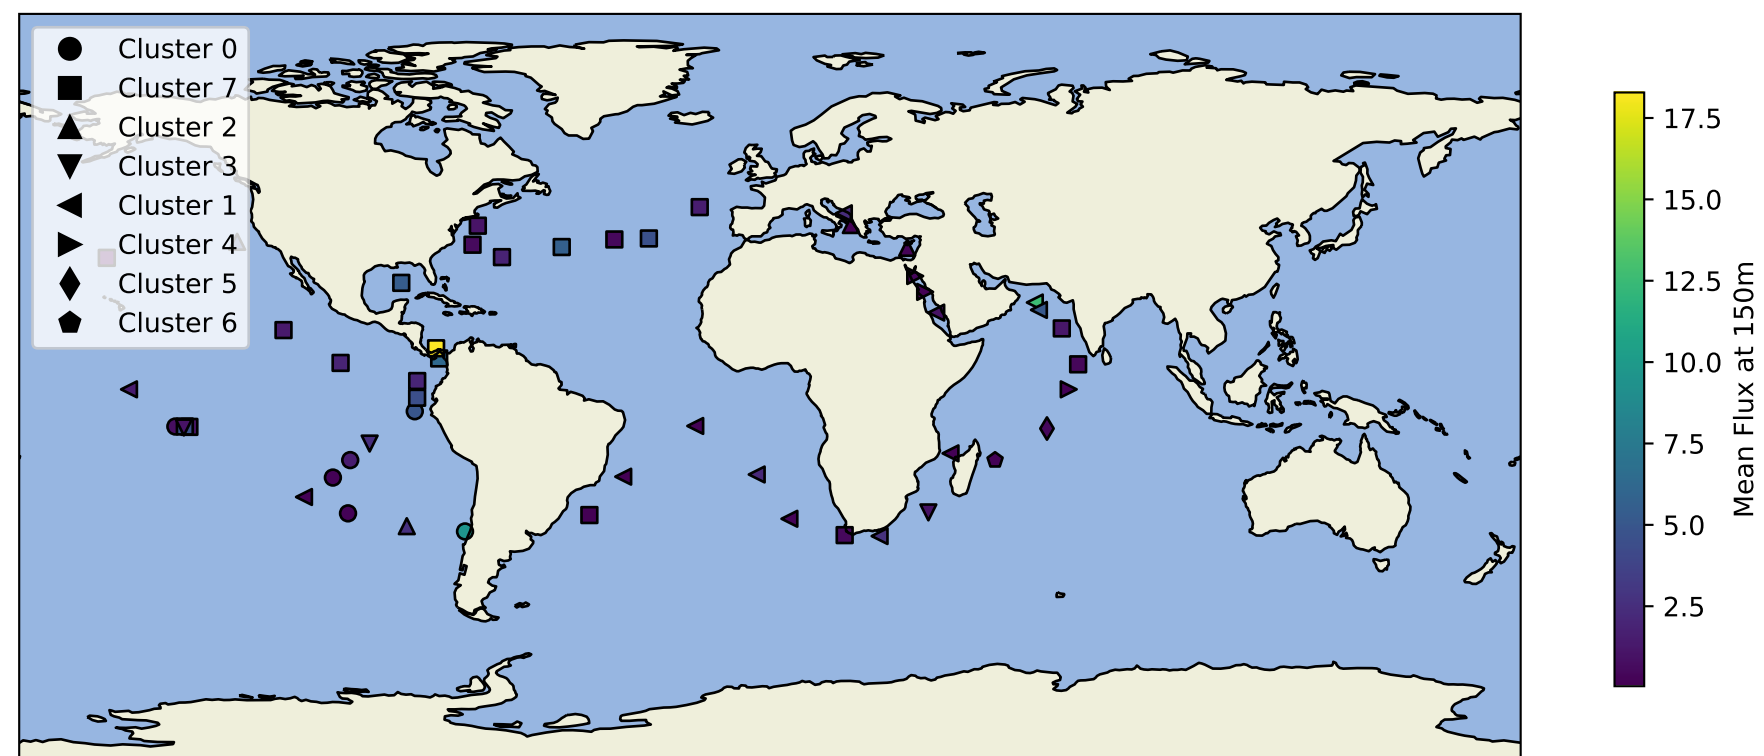 Cluster 0
Cluster 7
Cluster 2
Cluster 3
Cluster 1
Cluster 4
Cluster 5
Cluster 6
17.5
15.0
12.5
10.0
7.5
5.0
2.5
Mean Flux at 150m